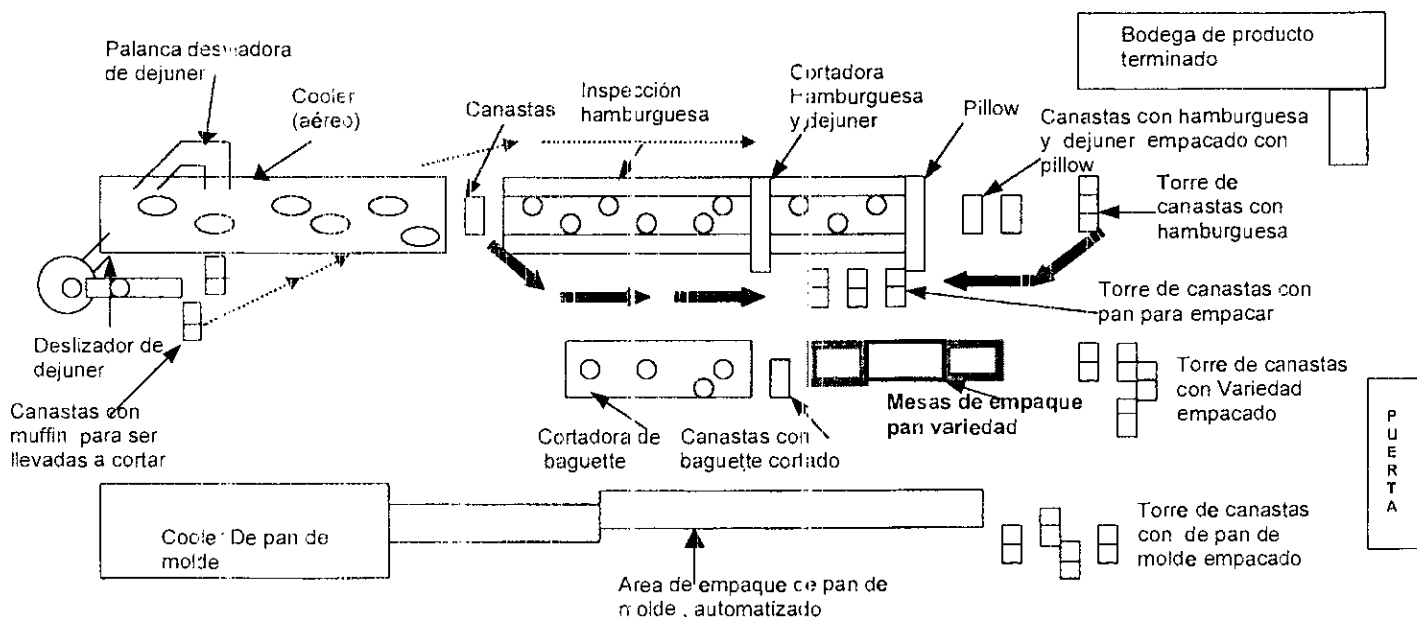 Palanca desviadora
de dejuner
Cooler
(aéreo)
Canastas
Inspección
hamburguesa
Cortadora
Hamburguesa
y dejuner
Pillow
Bodega de producto
terminado
Canastas con hamburguesa
y dejuner empacado con
pillow
Torre de
canastas con
hamburguesa
Torre de canastas con
pan para empacar
Deslizador de
dejuner
Canastas con
muffin para ser
llevadas a cortar
Cortadora de
baguette
Canastas con
baguette cortado
Mesas de empaque
pan variedad
Torre de canastas
con Variedad
empacado
PUERTA
Cooler De pan de
molde
Area de empaque de pan de
molde , automatizado
Torre de canastas
con de pan de
molde empacado